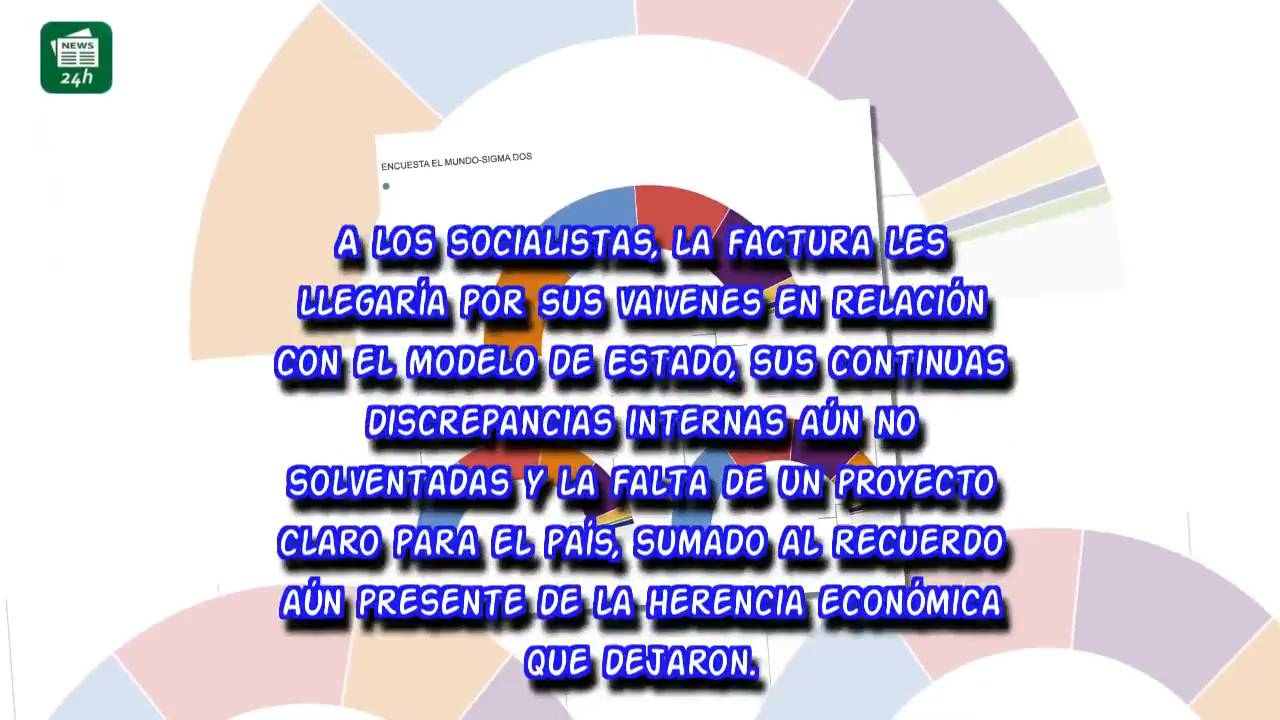 NEWS
24h
ENCUESTA EL MUNDO-SIGMA DOS
A LOS SOCIALISTAS, LA FACTURA LES
LLEGARÍA POR SUS VAIVENES EN RELACIÓN
CON EL MODELO DE ESTADO, SUS CONTINUAS
DISCREPANCIAS INTERNAS AÚN NO
SOLVENTADAS Y LA FALTA DE UN PROYECTO
CLARO PARA EL PAÍS, SUMADO AL RECUERDO
AÚN PRESENTE DE LA HERENCIA ECONÓMICA
QUE DEJARON.